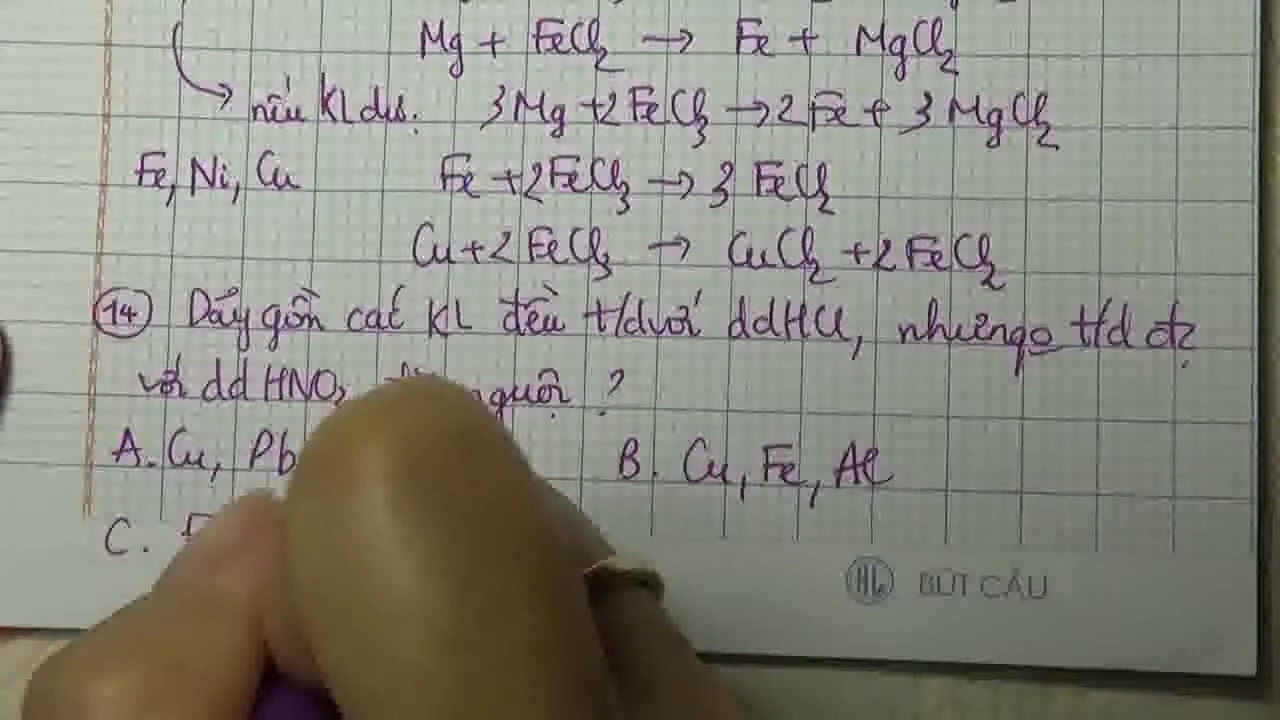 Mg + FeCl2 → Fe + MgCl2
nếu KL dư: 3Mg + 2FeCl3 → 2Fe + 3MgCl2
Fe, Ni, Cu Fe + 2FeCl3 → 3FeCl2
Cu + 2FeCl3 → CuCl2 + 2FeCl2
14 Dãy gồm các KL đều t/d với ddHCl, nhưng o t/d đc
với dd HNO3 nguội ?
A. Cu, Pb B. Cu, Fe, Al
C.
HL BÚT CÂU